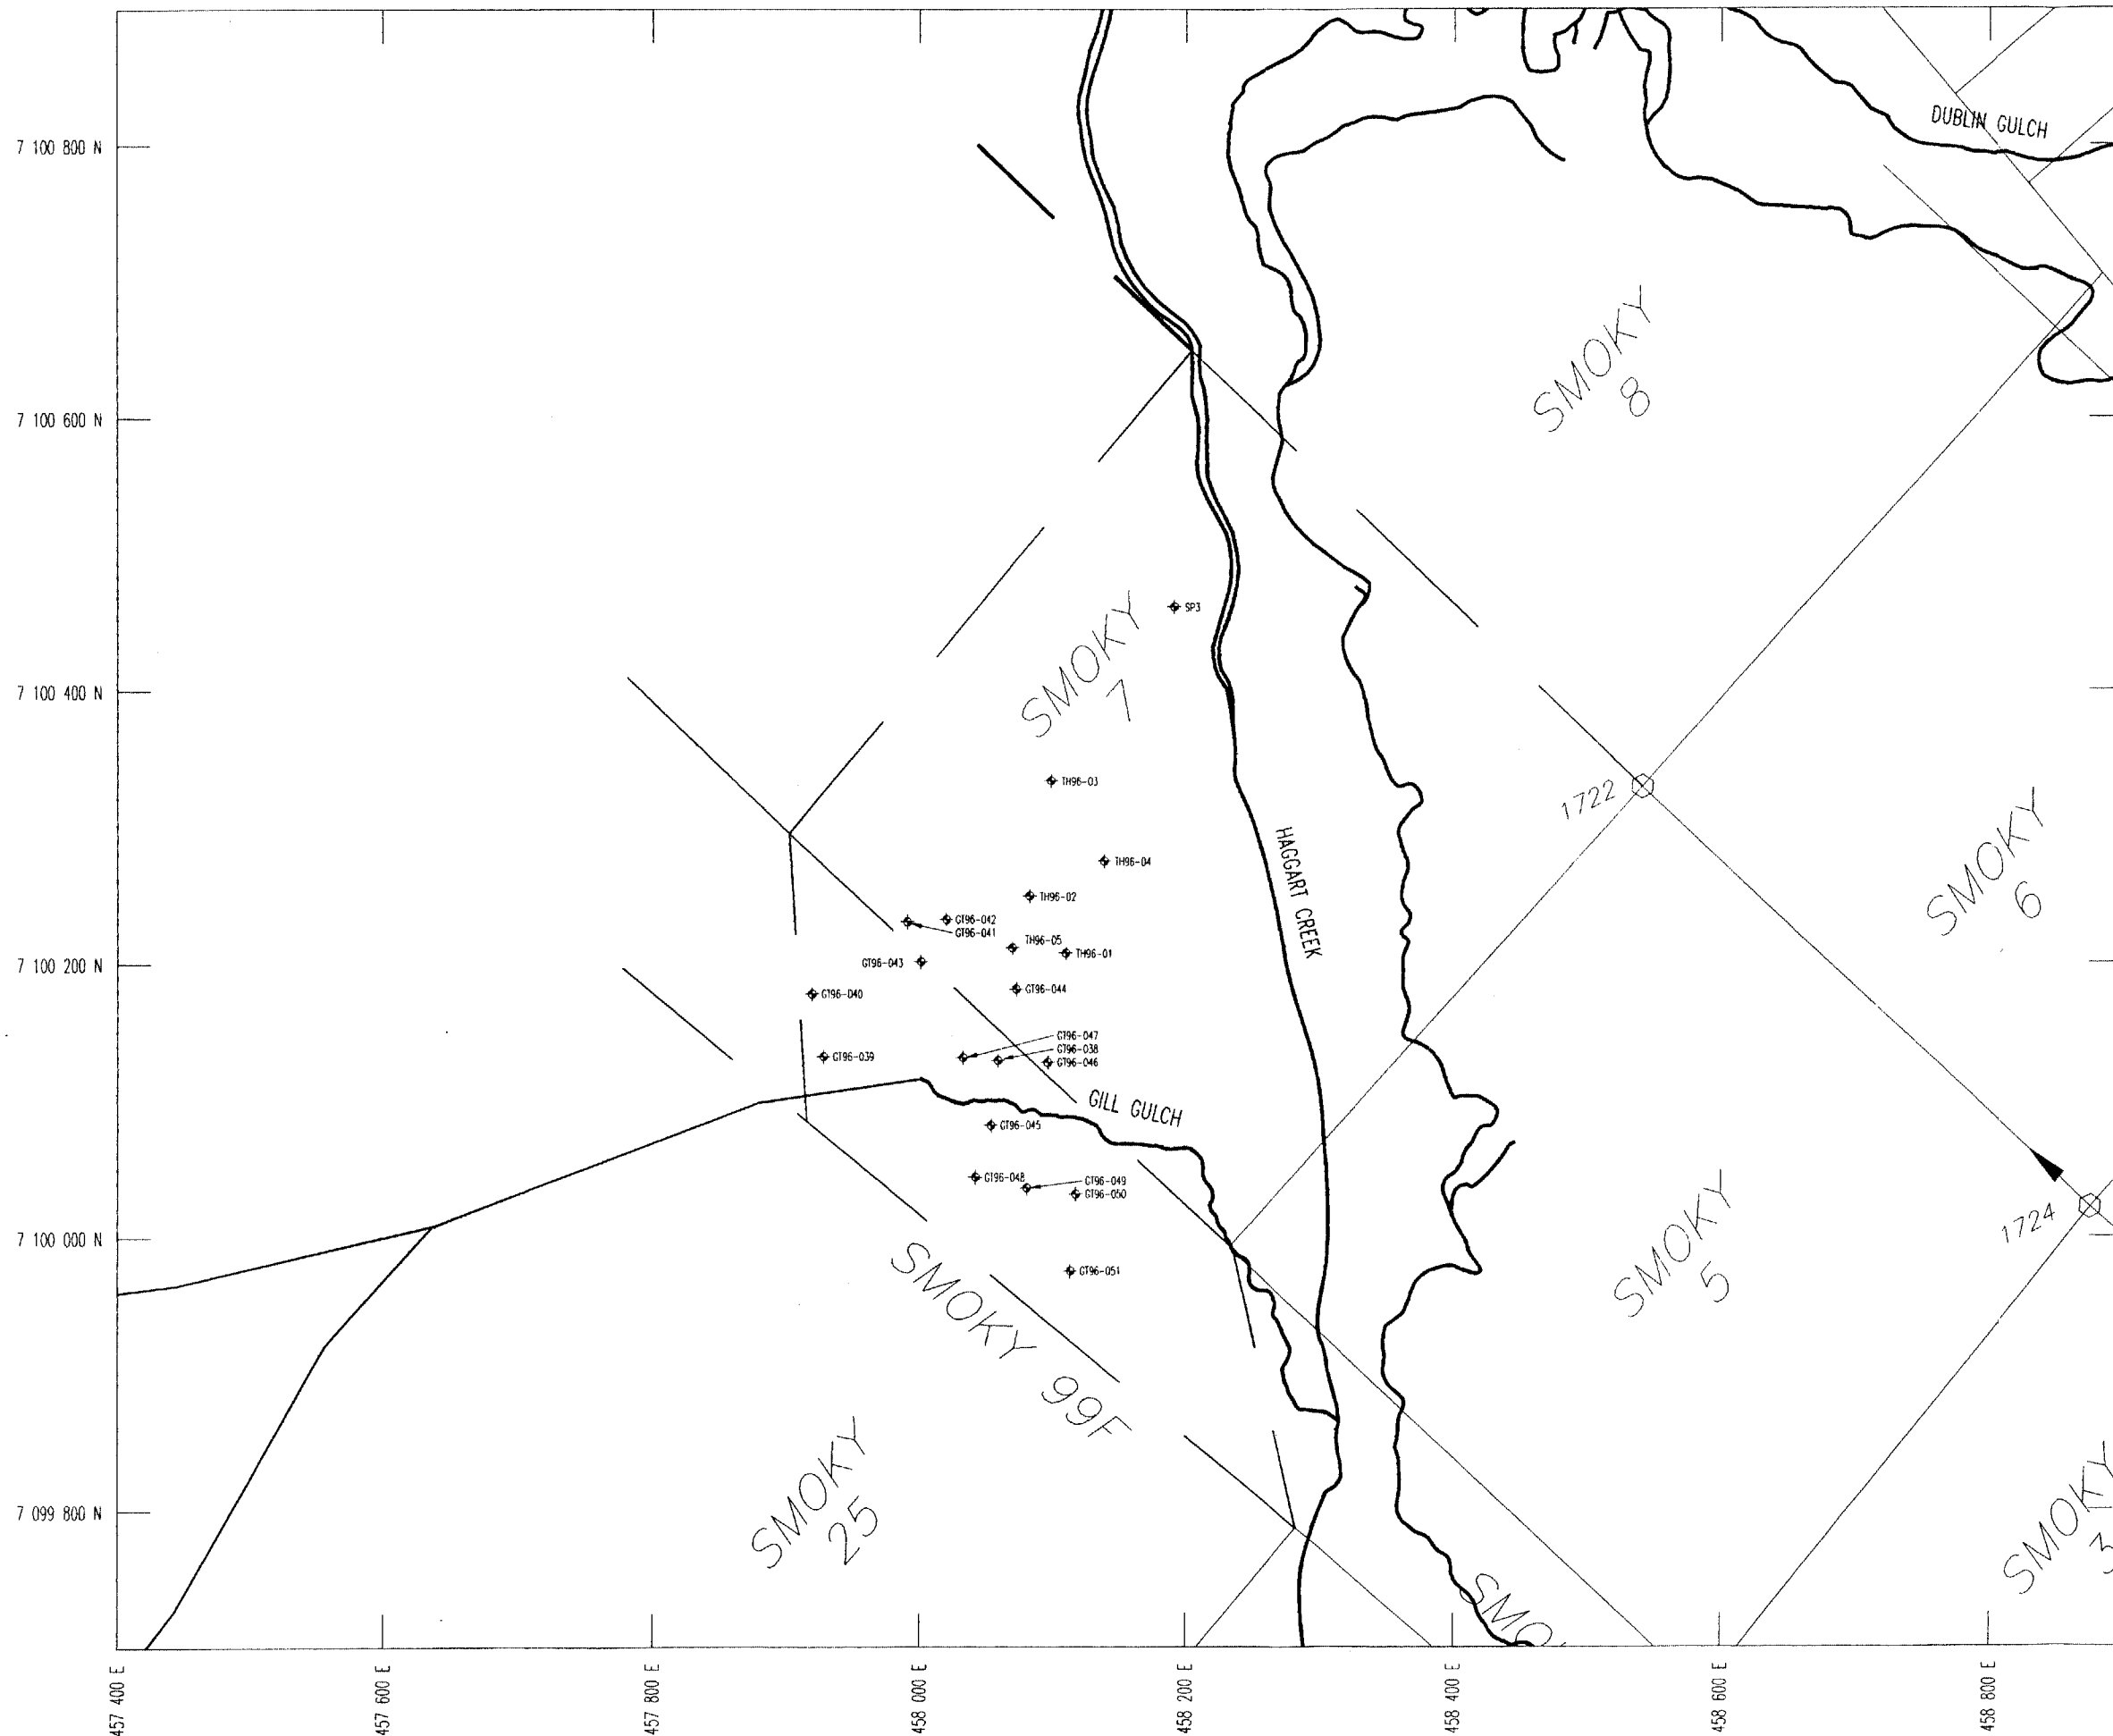 DUBLIN GULCH
7 100 800 N
SMOKY
8
7 100 600 N
SP3
SMOKY
7
7 100 400 N
TH96-03
1722
TH96-04
HAGGART CREEK
SMOKY
6
TH96-02
GT96-042
GT96-041
TH96-05
TH96-01
7 100 200 N
GT96-043
GT96-040
GT96-044
GT96-047
GT96-038
GT96-046
GT96-039
GILL GULCH
GT96-045
GT96-048
GT96-049
GT96-050
SMOKY
5
1724
7 100 000 N
GT96-051
SMOKY 99F
SMOKY
25
7 099 800 N
SMOKY
3
SMO
457 400 E
457 600 E
457 800 E
458 000 E
458 200 E
458 400 E
458 600 E
458 800 E